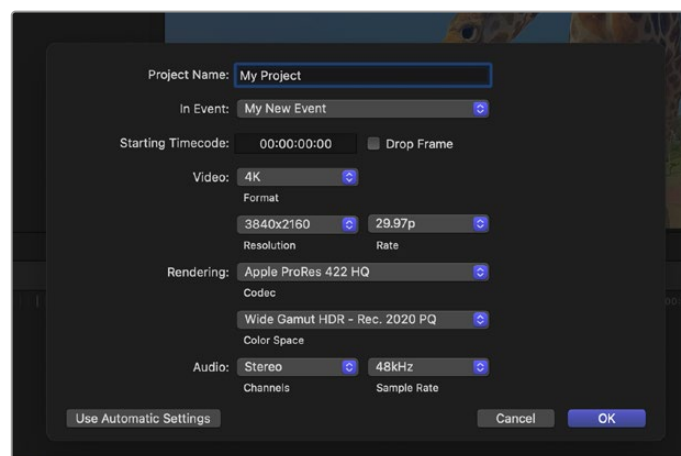 Project Name: My Project
In Event: My New Event
Starting Timecode: 00:00:00:00 Drop Frame
Video: 4K
Format
3840x2160 29.97p
Resolution Rate
Rendering: Apple ProRes 422 HQ
Codec
Wide Gamut HDR - Rec. 2020 PQ
Color Space
Audio: Stereo 48kHz
Channels Sample Rate
Use Automatic Settings Cancel OK